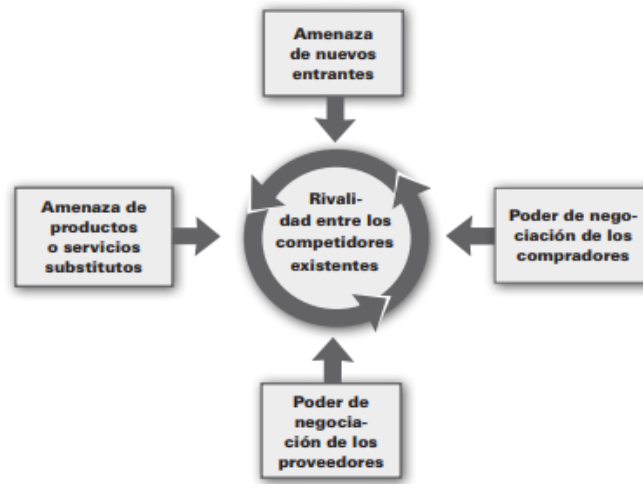 Amenaza
de nuevos
entrantes
Amenaza de
productos
o servicios
substitutos
Rivali-
dad entre los
competidores
existentes
Poder de nego-
ciación de los
compradores
Poder de
negocia-
ción de los
proveedores